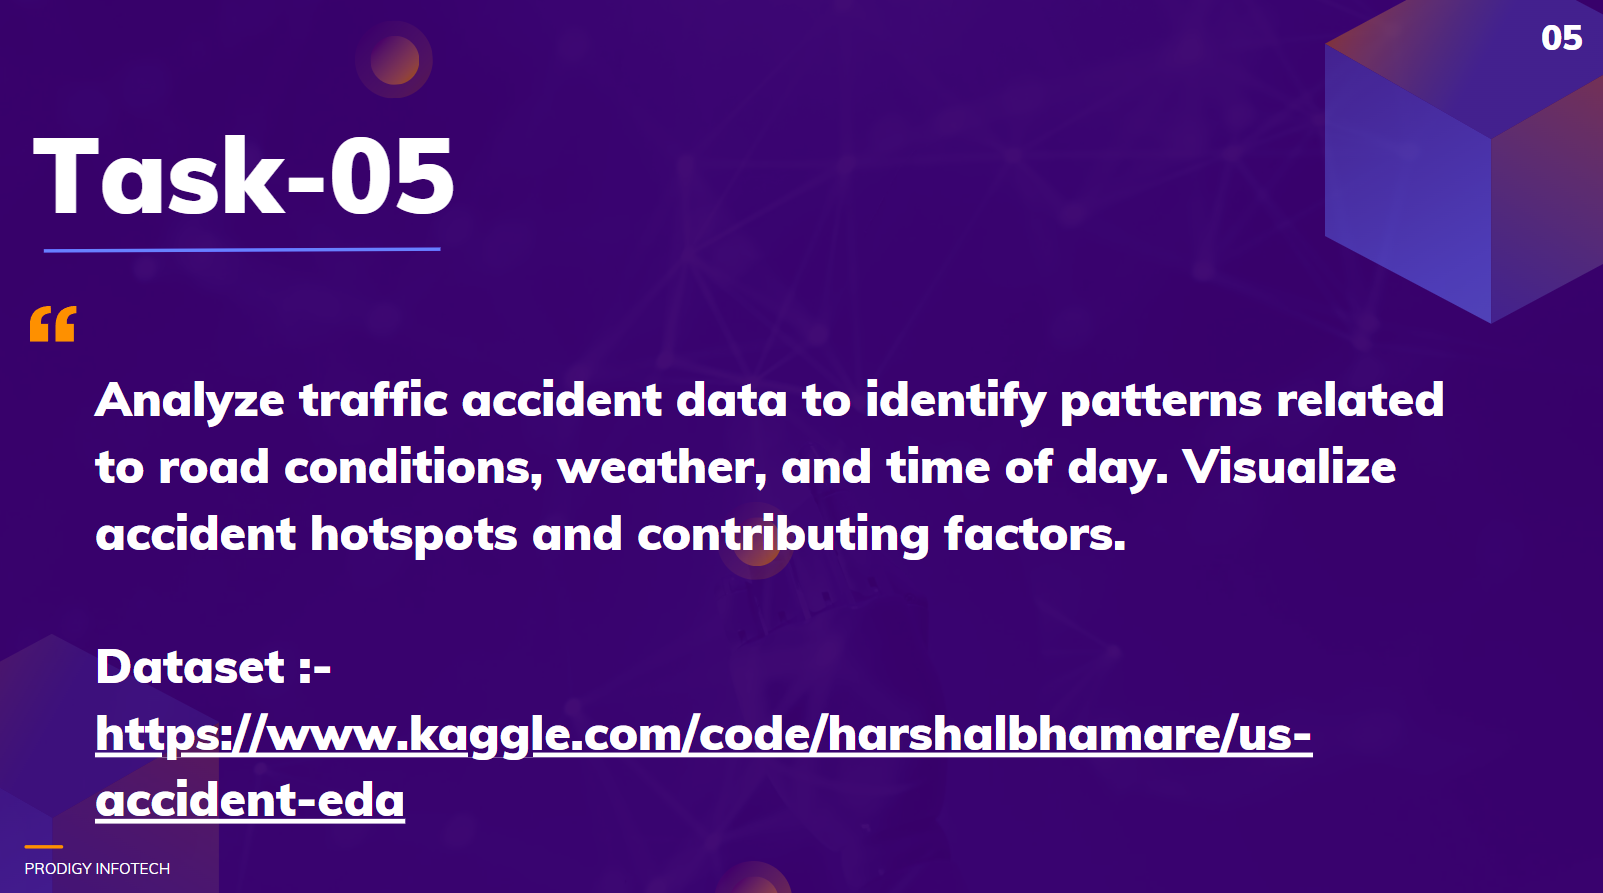 05
Task-05
“
Analyze traffic accident data to identify patterns related
to road conditions, weather, and time of day. Visualize
accident hotspots and contributing factors.
Dataset :-
https://www.kaggle.com/code/harshalbhamare/us-
accident-eda
PRODIGY INFOTECH